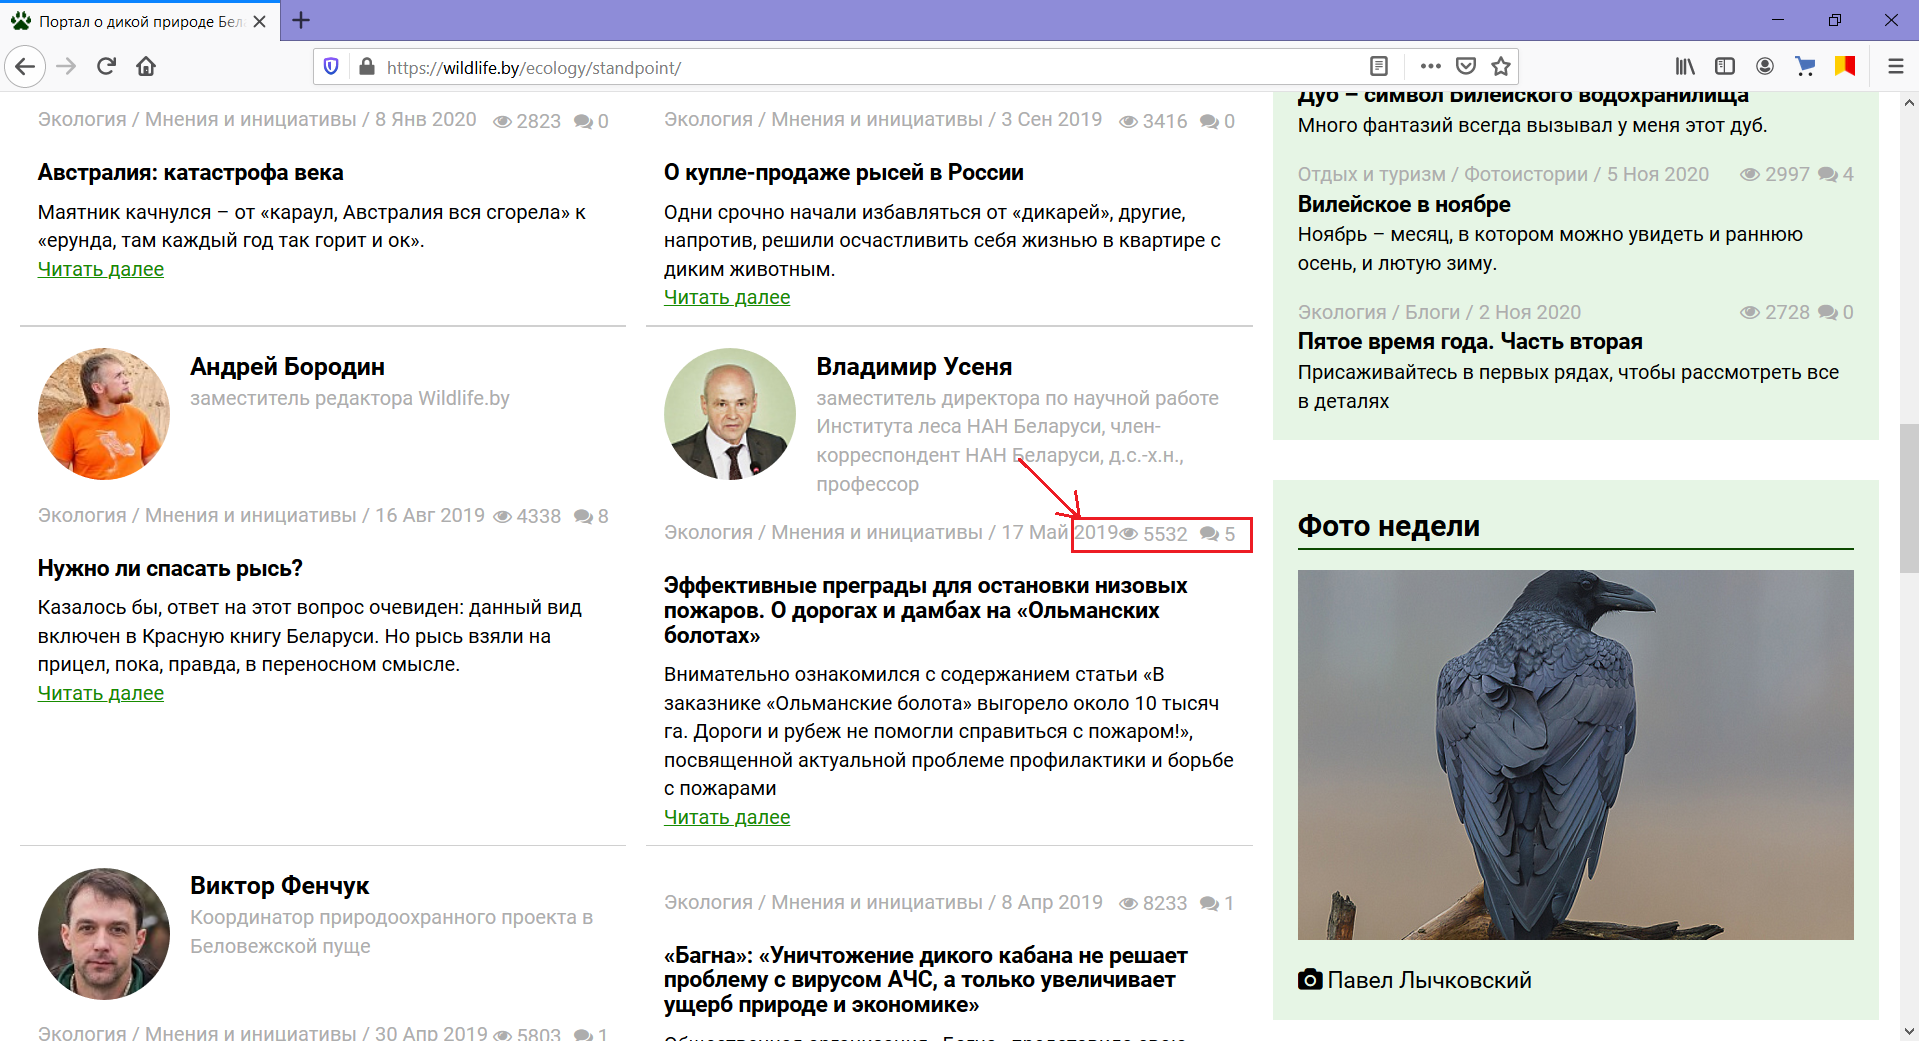 Портал о дикой природе Бел
https://wildlife.by/ecology/standpoint/
Экология / Мнения и инициативы / 8 Янв 2020 2823 0
Австралия: катастрофа века
Маятник качнулся – от «караул, Австралия вся сгорела» к
«ерунда, там каждый год так горит и ок».
Читать далее
Экология / Мнения и инициативы / 3 Сен 2019 3416 0
О купле-продаже рысей в России
Одни срочно начали избавляться от «дикарей», другие,
напротив, решили осчастливить себя жизнью в квартире с
диким животным.
Читать далее
Андрей Бородин
заместитель редактора Wildlife.by
Экология / Мнения и инициативы / 16 Авг 2019 4338 8
Нужно ли спасать рысь?
Казалось бы, ответ на этот вопрос очевиден: данный вид
включен в Красную книгу Беларуси. Но рысь взяли на
прицел, пока, правда, в переносном смысле.
Читать далее
Владимир Усеня
заместитель директора по научной работе
Института леса НАН Беларуси, член-
корреспондент НАН Беларуси, д.с.-х.н.,
профессор
Экология / Мнения и инициативы / 17 Май 2019 5532 5
Эффективные преграды для остановки низовых
пожаров. О дорогах и дамбах на «Ольманских
болотах»
Внимательно ознакомился с содержанием статьи «В
заказнике «Ольманские болота» выгорело около 10 тысяч
га. Дороги и рубеж не помогли справиться с пожаром!»,
посвященной актуальной проблеме профилактики и борьбе
с пожарами
Читать далее
Виктор Фенчук
Координатор природоохранного проекта в
Беловежской пуще
Экология / Мнения и инициативы / 30 Апр 2019 5803 1
Экология / Мнения и инициативы / 8 Апр 2019 8233 1
«Багна»: «Уничтожение дикого кабана не решает
проблему с вирусом АЧС, а только увеличивает
ущерб природе и экономике»
Дуб – символ Вилейского водохранилища
Много фантазий всегда вызывал у меня этот дуб.
Отдых и туризм / Фотоистории / 5 Ноя 2020 2997 4
Вилейское в ноябре
Ноябрь – месяц, в котором можно увидеть и раннюю
осень, и лютую зиму.
Экология / Блоги / 2 Ноя 2020 2728 0
Пятое время года. Часть вторая
Присаживайтесь в первых рядах, чтобы рассмотреть все
в деталях
Фото недели
Павел Лычковский